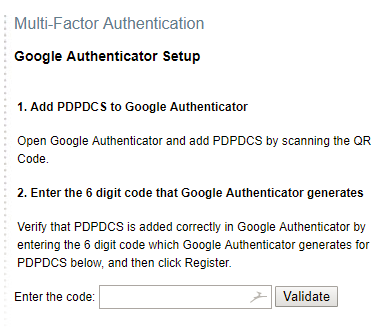 Multi-Factor Authentication
Google Authenticator Setup
1. Add PDPDCS to Google Authenticator
Open Google Authenticator and add PDPDCS by scanning the QR
Code.
2. Enter the 6 digit code that Google Authenticator generates
Verify that PDPDCS is added correctly in Google Authenticator by
entering the 6 digit code which Google Authenticator generates for
PDPDCS below, and then click Register.
Enter the code: Validate